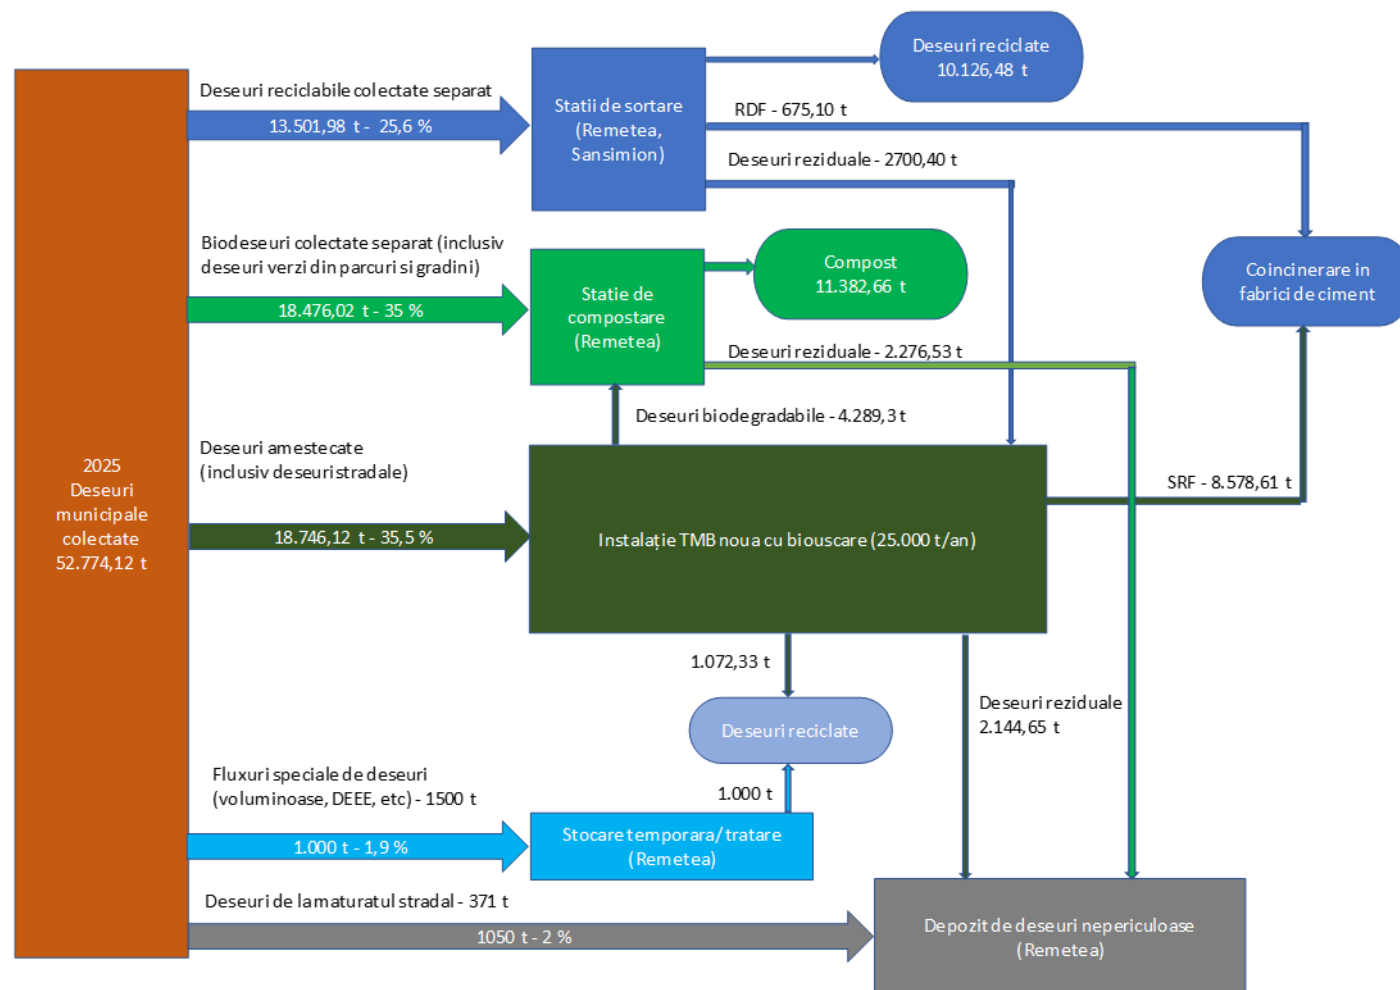 2025
Deseuri
municipale
colectate
52.774,12 t
Deseuri reciclabile colectate separat
13.501,98 t - 25,6 %
Statii de sortare
(Remetea,
Sansimion)
Deseuri reciclate
10.126,48 t
RDF - 675,10 t
Deseuri reziduale - 2700,40 t
Biodeseuri colectate separat (inclusiv
deseuri verzi din parcuri si gradini)
18.476,02 t - 35 %
Statie de
compostare
(Remetea)
Compost
11.382,66 t
Coincinerare in
fabrici de ciment
Deseuri reziduale - 2.276,53 t
Deseuri biodegradabile - 4.289,3 t
Deseuri amestecate
(inclusiv deseuri stradale)
18.746,12 t - 35,5 %
Instalație TMB noua cu biouscare (25.000 t/an)
SRF - 8.578,61 t
1.072,33 t
Deseuri reziduale
2.144,65 t
Deseuri reciclate
Fluxuri speciale de deseuri
(voluminoase, DEEE, etc) - 1500 t
1.000 t - 1,9 %
1.000 t
Stocare temporara/tratare
(Remetea)
Deseuri de la maturatul stradal - 371 t
1050 t - 2 %
Depozit de deseuri nepericuloase
(Remetea)